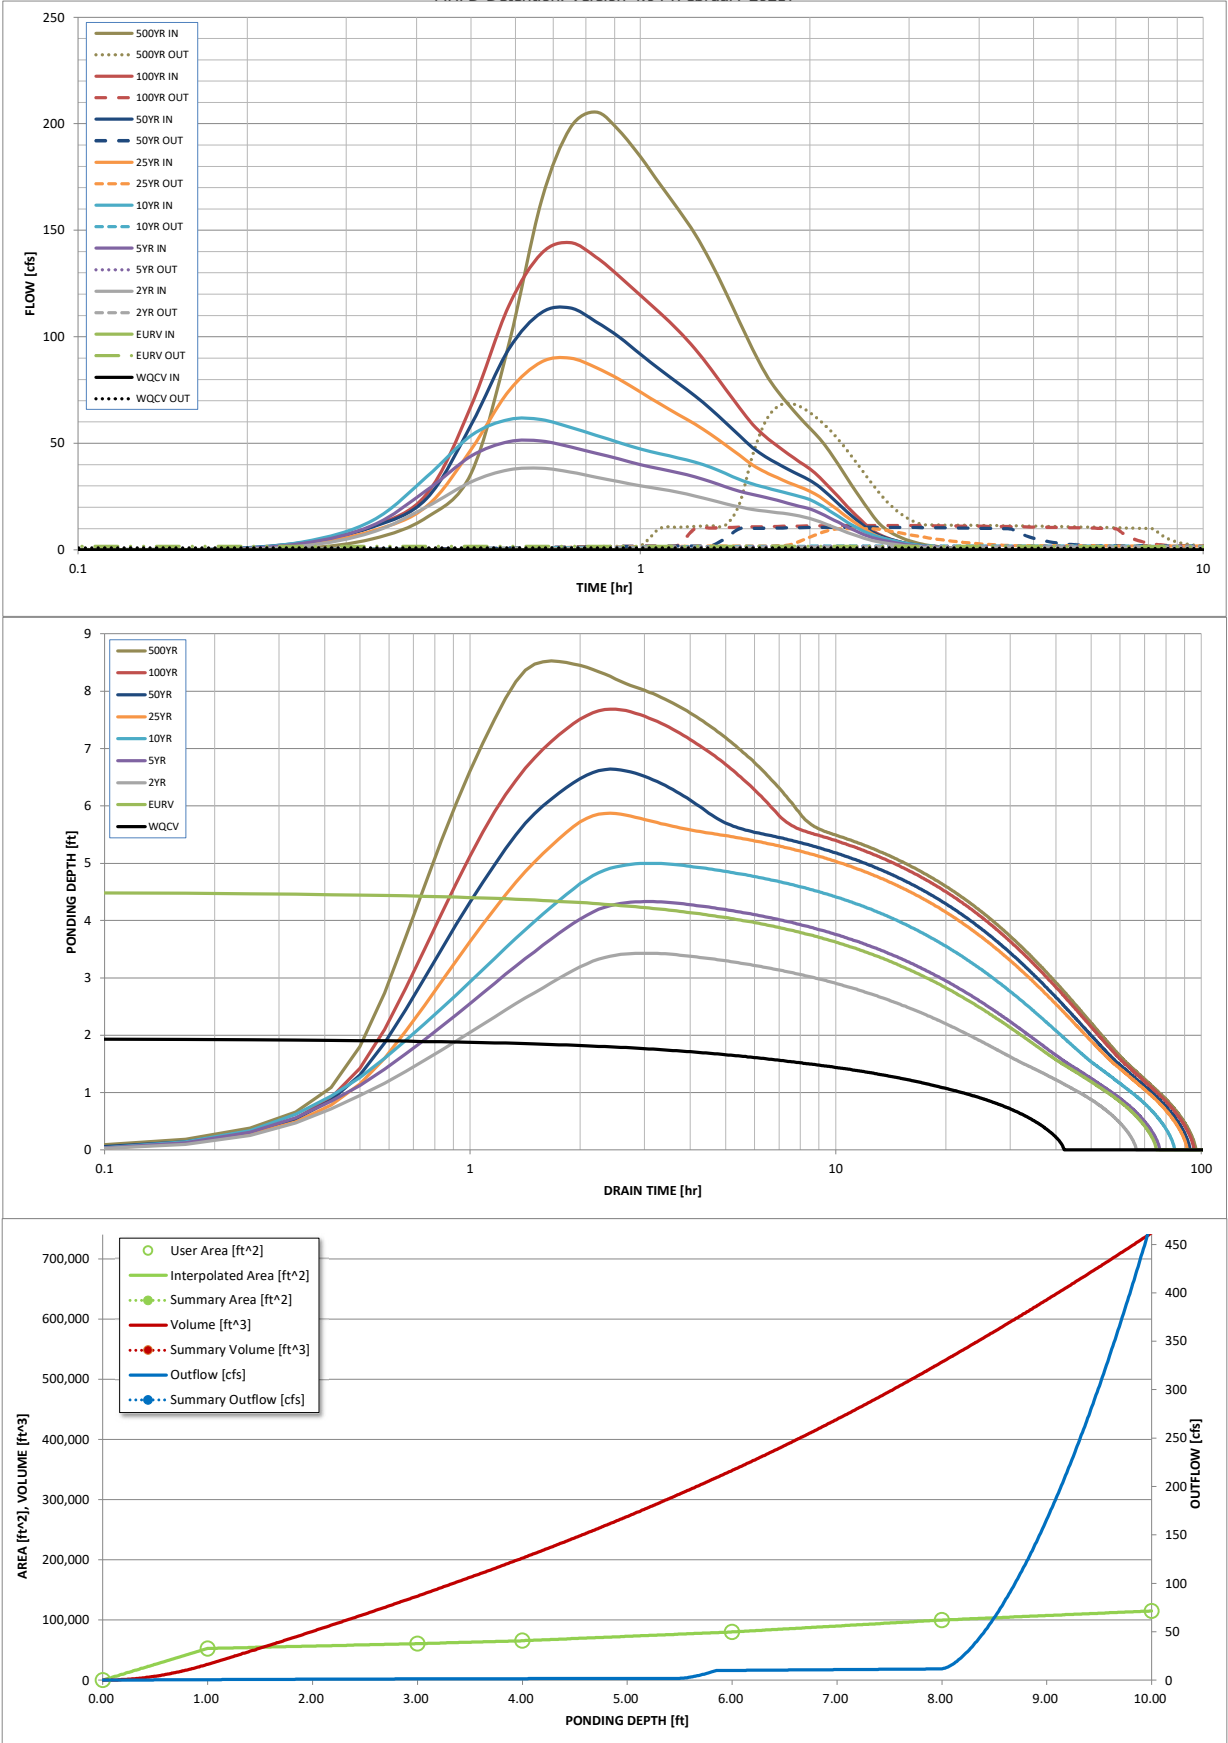 250
200
150
100
50
0
FLOW [cfs]
500YR IN
500YR OUT
100YR IN
100YR OUT
50YR IN
50YR OUT
25YR IN
25YR OUT
10YR IN
10YR OUT
5YR IN
5YR OUT
2YR IN
2YR OUT
EURV IN
EURV OUT
WQCV IN
WQCV OUT
0.1
1
10
TIME [hr]
9
8
7
6
5
4
3
2
1
0
PONDING DEPTH [ft]
500YR
100YR
50YR
25YR
10YR
5YR
2YR
EURV
WQCV
0.1
1
10
100
DRAIN TIME [hr]
700,000
600,000
500,000
400,000
300,000
200,000
100,000
0
AREA [ft^2], VOLUME [ft^3]
User Area [ft^2]
Interpolated Area [ft^2]
Summary Area [ft^2]
Volume [ft^3]
Summary Volume [ft^3]
Outflow [cfs]
Summary Outflow [cfs]
450
400
350
300
250
200
150
100
50
0
OUTFLOW [cfs]
0.00
1.00
2.00
3.00
4.00
5.00
6.00
7.00
8.00
9.00
10.00
PONDING DEPTH [ft]